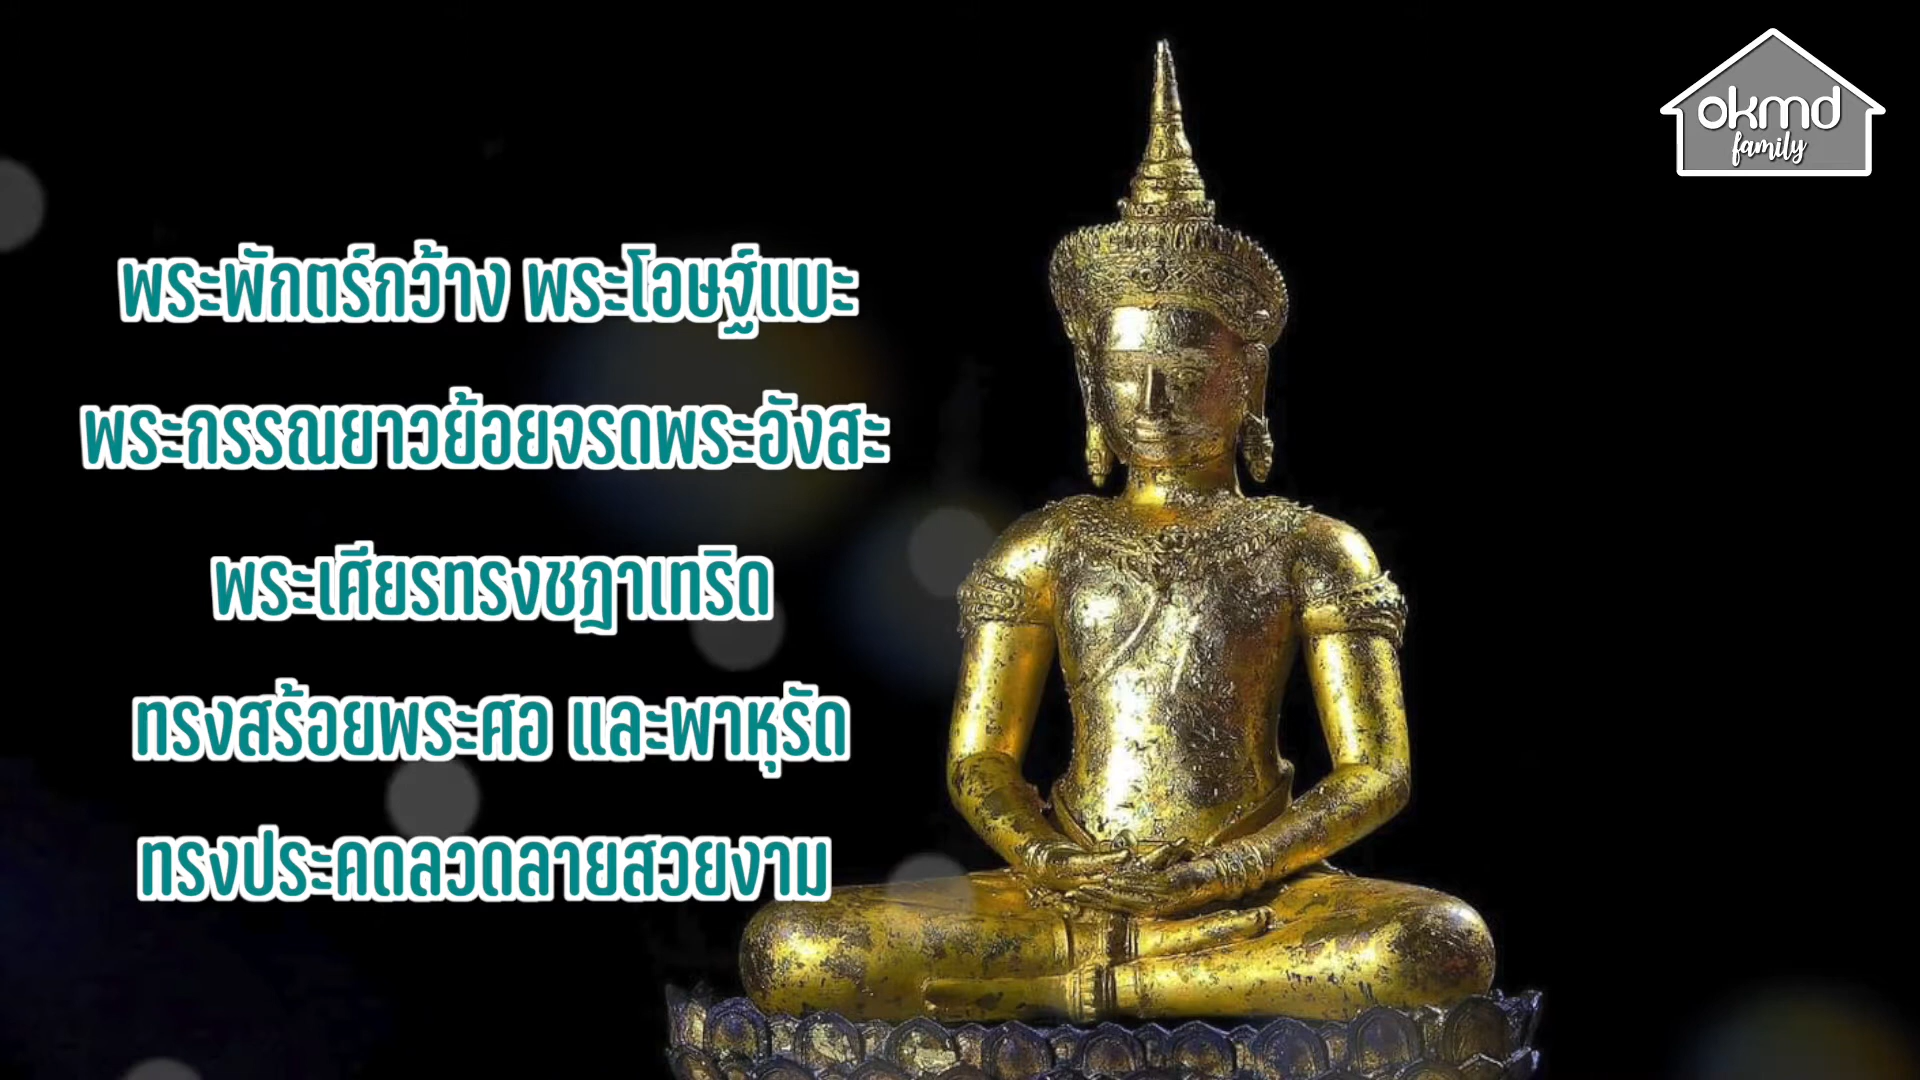 พระพักตร์กว้าง พระโอษฐ์แบะ
พระกรรณยาวย้อยจรดพระอังสะ
พระเศียรทรงชฎาเทริด
ทรงสร้อยพระศอ และพาหุรัด
ทรงประคดลวดลายสวยงาม
okmd
family